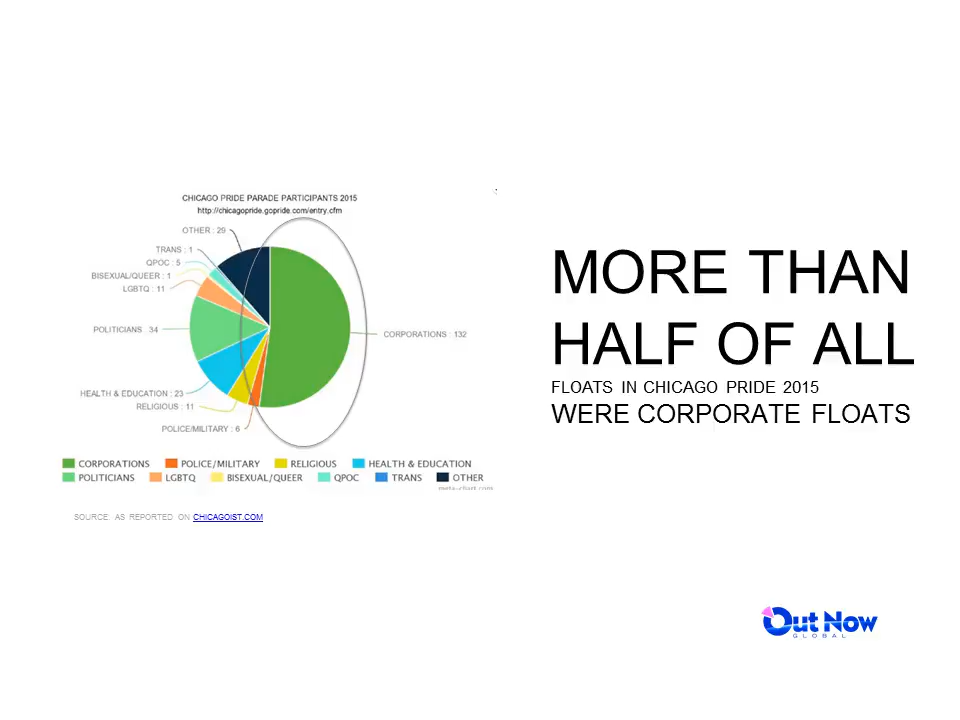 CHICAGO PRIDE PARADE PARTICIPANTS 2015
http://chicagopride.gopride.com/entry.cfm
OTHER : 29
TRANS : 1
QPOC : 5
BISEXUAL/QUEER : 1
LGBTQ : 11
POLITICIANS : 34
CORPORATIONS : 132
HEALTH & EDUCATION : 23
RELIGIOUS : 11
POLICE/MILITARY : 6
CORPORATIONS POLICE/MILITARY RELIGIOUS HEALTH & EDUCATION
POLITICIANS LGBTQ BISEXUAL/QUEER QPOC TRANS OTHER
meta-chart.com
SOURCE: AS REPORTED ON CHICAGOIST.COM
MORE THAN
HALF OF ALL
FLOATS IN CHICAGO PRIDE 2015
WERE CORPORATE FLOATS
Out Now
GLOBAL